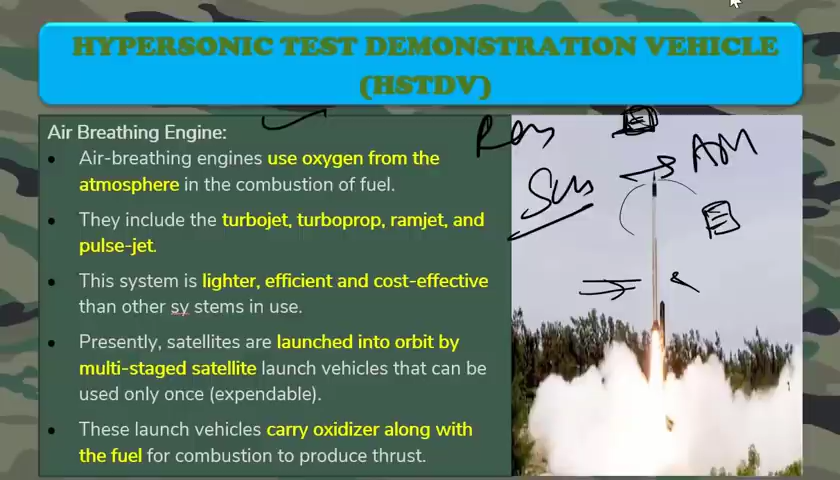 HYPERSONIC TEST DEMONSTRATION VEHICLE
(HSTDV)
Air Breathing Engine:
• Air-breathing engines use oxygen from the
atmosphere in the combustion of fuel.
• They include the turbojet, turboprop, ramjet, and
pulse-jet.
• This system is lighter, efficient and cost-effective
than other sy stems in use.
• Presently, satellites are launched into orbit by
multi-staged satellite launch vehicles that can be
used only once (expendable).
• These launch vehicles carry oxidizer along with
the fuel for combustion to produce thrust.
AM